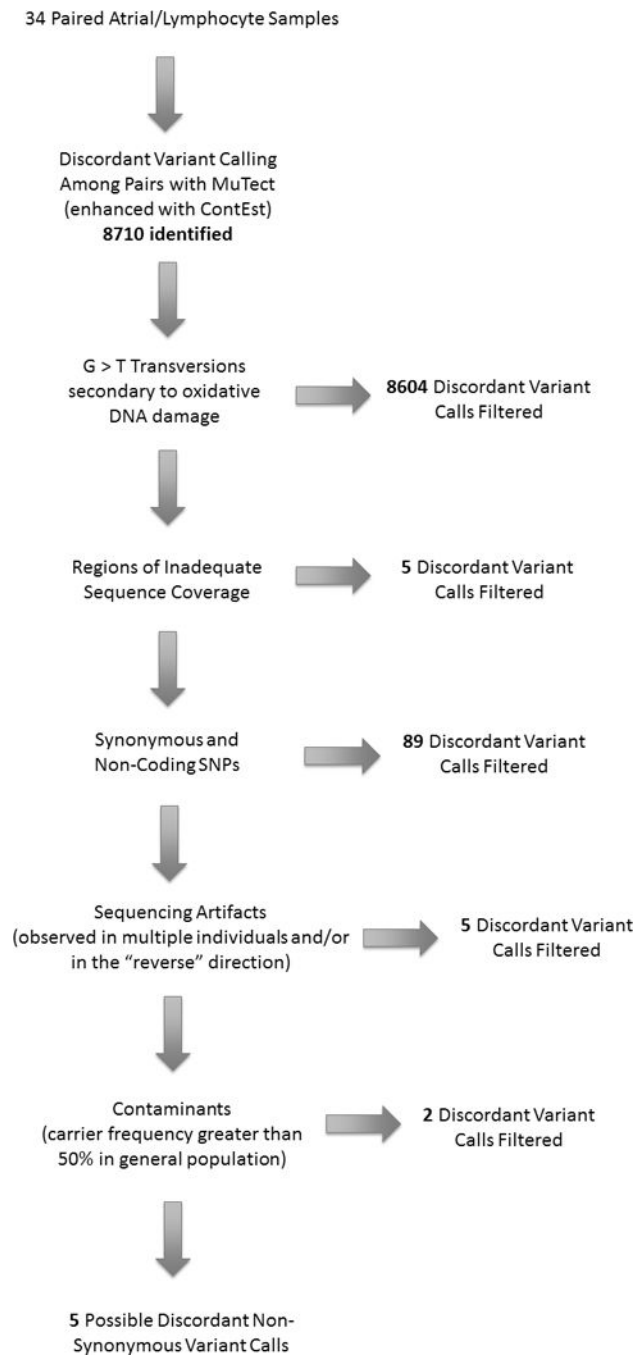 34 Paired Atrial/Lymphocyte Samples
Discordant Variant Calling
Among Pairs with MuTect
(enhanced with ContEst)
8710 identified
G > T Transversions
secondary to oxidative
DNA damage
8604 Discordant Variant
Calls Filtered
Regions of Inadequate
Sequence Coverage
5 Discordant Variant
Calls Filtered
Synonymous and
Non-Coding SNPs
89 Discordant Variant
Calls Filtered
Sequencing Artifacts
(observed in multiple individuals and/or
in the “reverse” direction)
5 Discordant Variant
Calls Filtered
Contaminants
(carrier frequency greater than
50% in general population)
2 Discordant Variant
Calls Filtered
5 Possible Discordant Non-
Synonymous Variant Calls